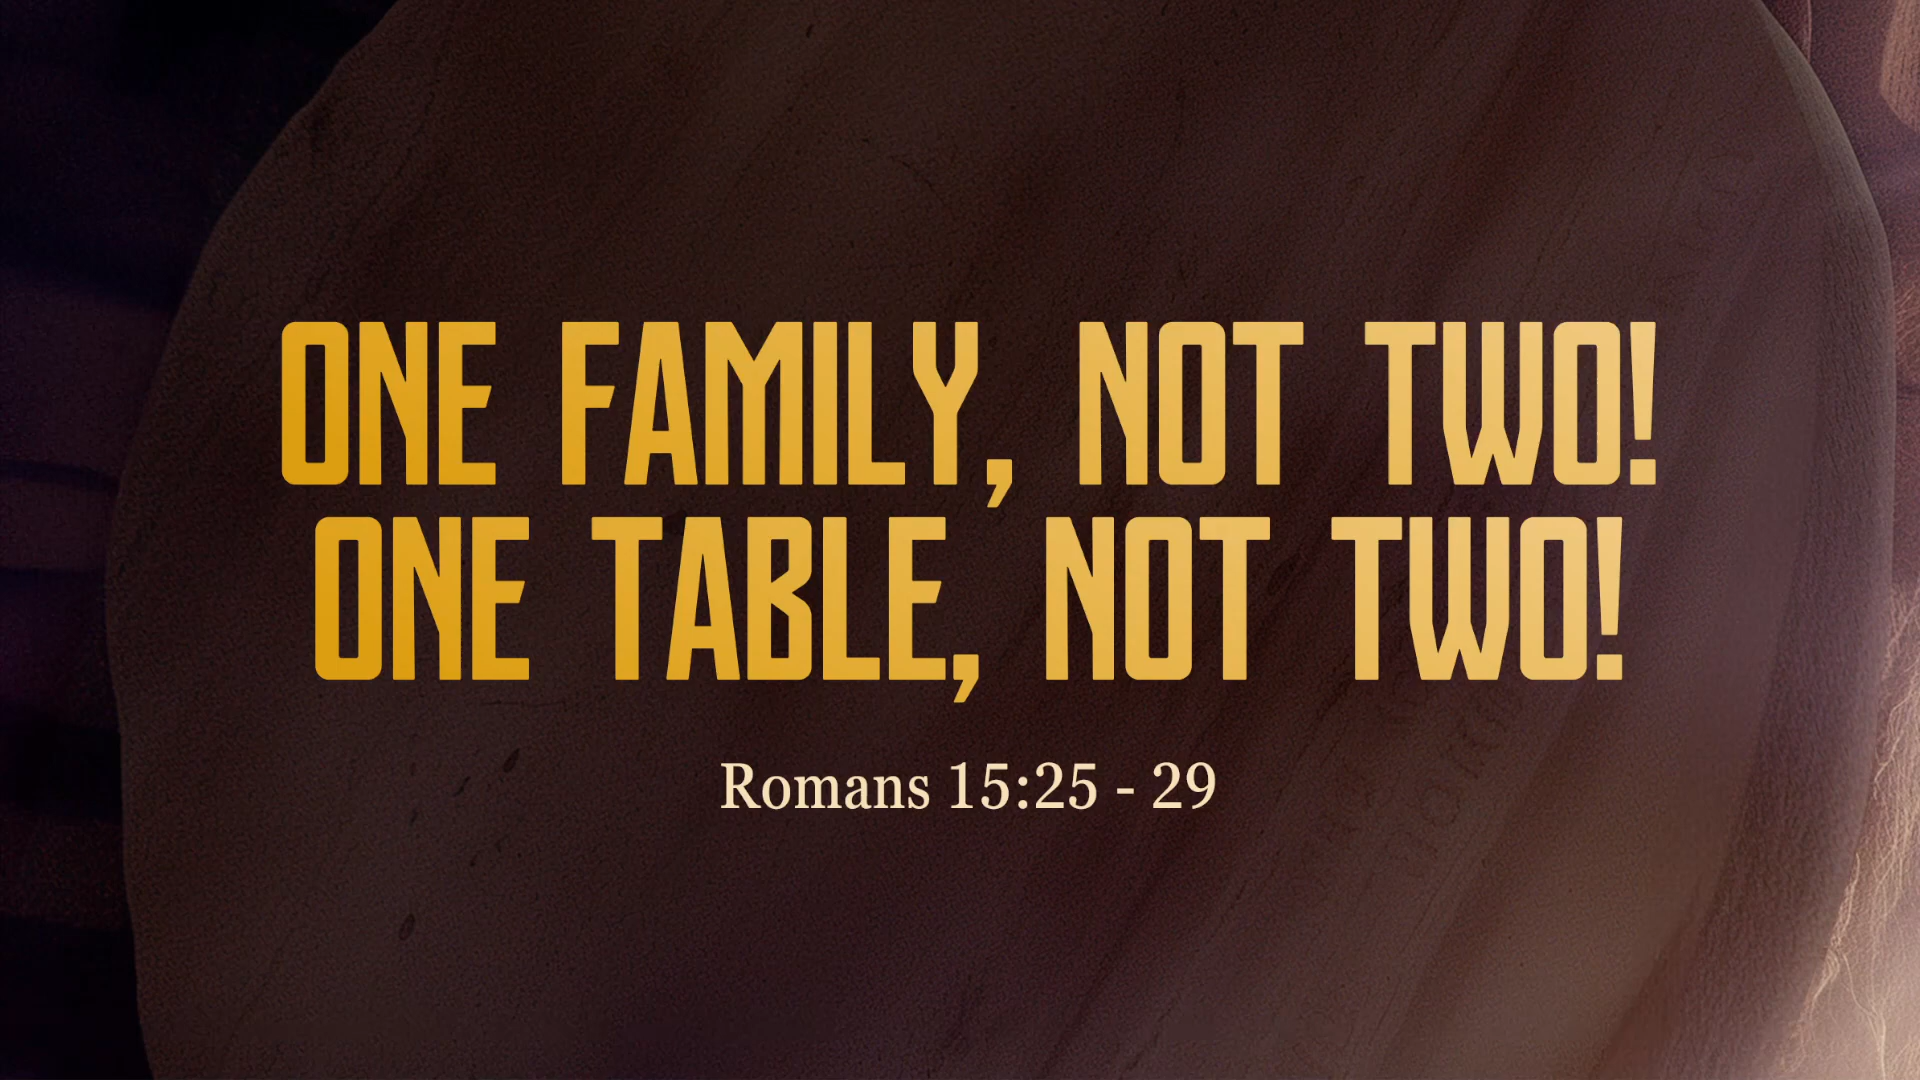 ONE FAMILY, NOT TWO!
ONE TABLE, NOT TWO!
Romans 15:25 - 29